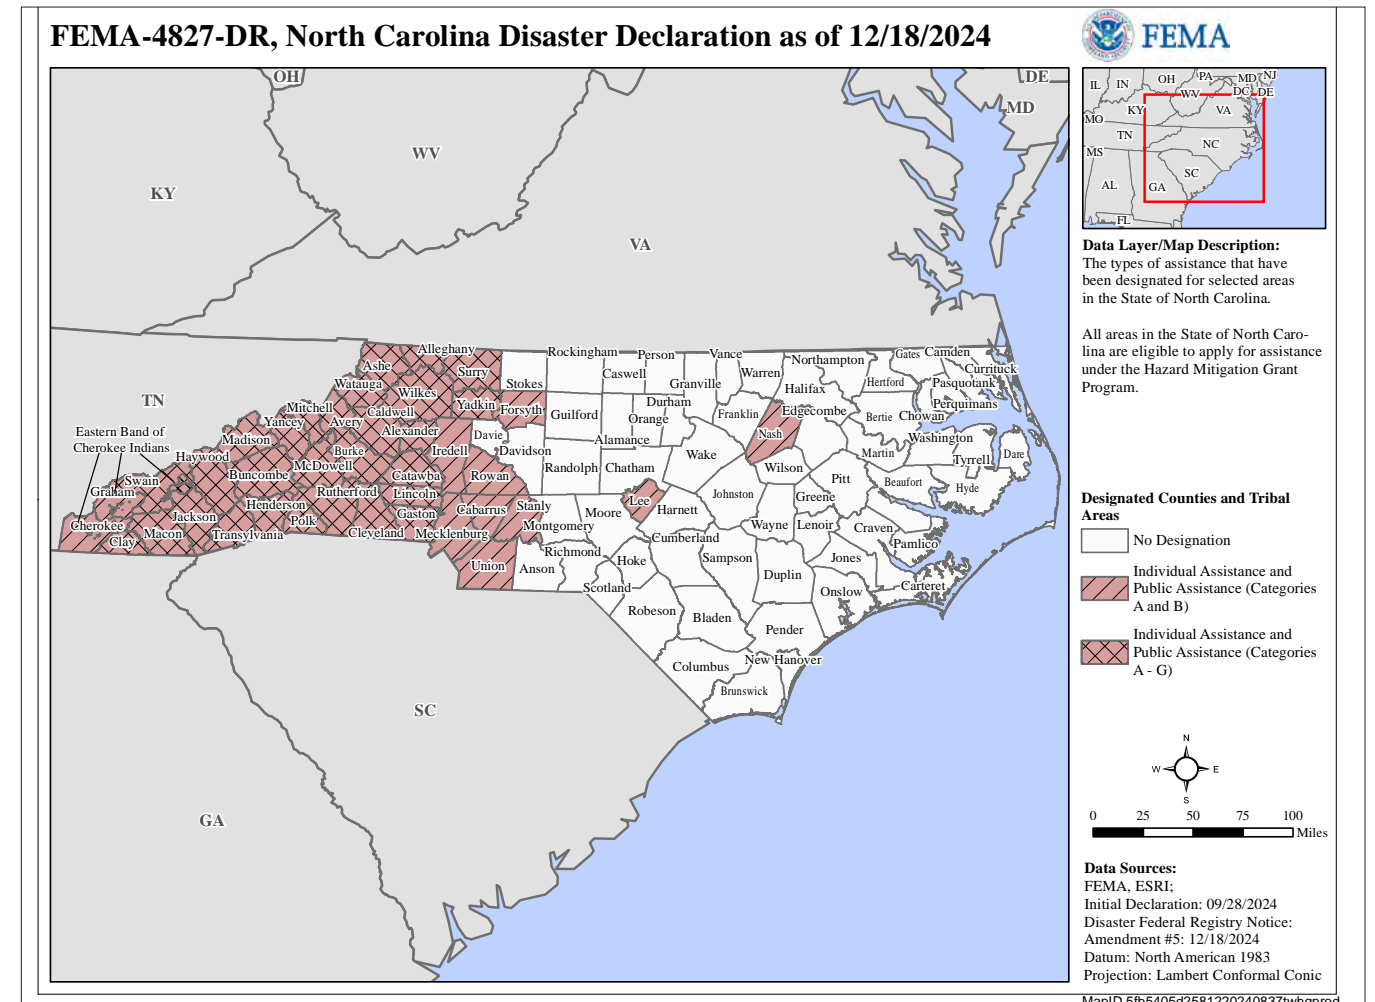 FEMA-4827-DR, North Carolina Disaster Declaration as of 12/18/2024
FEMA
OH
DE
MD
WV
KY
VA
TN
SC
GA
IL
IN
OH
PA
MD
NJ
WV
DC
DE
KY
VA
MO
TN
NC
MS
SC
AL
GA
FL
Alleghany
Ashe
Surry
Watauga
Wilkes
Stokes
Rockingham
Caswell
Person
Granville
Vance
Warren
Northampton
Halifax
Gates
Camden
Currituck
Hertford
Pasquotank
Perquimans
Mitchell
Yancey
Avery
Caldwell
Alexander
Yadkin
Forsyth
Guilford
Alamance
Orange
Durham
Franklin
Nash
Edgecombe
Bertie
Chowan
Washington
Tyrrell
Dare
Martin
Eastern Band of
Cherokee Indians
Madison
Haywood
Buncombe
McDowell
Burke
Iredell
Davie
Davidson
Randolph
Chatham
Wake
Wilson
Pitt
Beaufort
Hyde
Swain
Graham
Cherokee
Clay
Macon
Jackson
Transylvania
Henderson
Polk
Rutherford
Cleveland
Catawba
Lincoln
Gaston
Mecklenburg
Rowan
Cabarrus
Stanly
Montgomery
Moore
Lee
Harnett
Johnston
Greene
Wayne
Lenoir
Craven
Pamlico
Union
Anson
Richmond
Scotland
Hoke
Cumberland
Sampson
Duplin
Jones
Onslow
Carteret
Robeson
Bladen
Pender
Columbus
New Hanover
Brunswick
Data Layer/Map Description:
The types of assistance that have
been designated for selected areas
in the State of North Carolina.
All areas in the State of North Caro-
lina are eligible to apply for assistance
under the Hazard Mitigation Grant
Program.
Designated Counties and Tribal
Areas
No Designation
Individual Assistance and
Public Assistance (Categories
A and B)
Individual Assistance and
Public Assistance (Categories
A - G)
N
W
E
S
0 25 50 75 100
Miles
Data Sources:
FEMA, ESRI;
Initial Declaration: 09/28/2024
Disaster Federal Registry Notice:
Amendment #5: 12/18/2024
Datum: North American 1983
Projection: Lambert Conformal Conic
MapID 5fb5405d2581220240837twhqprod